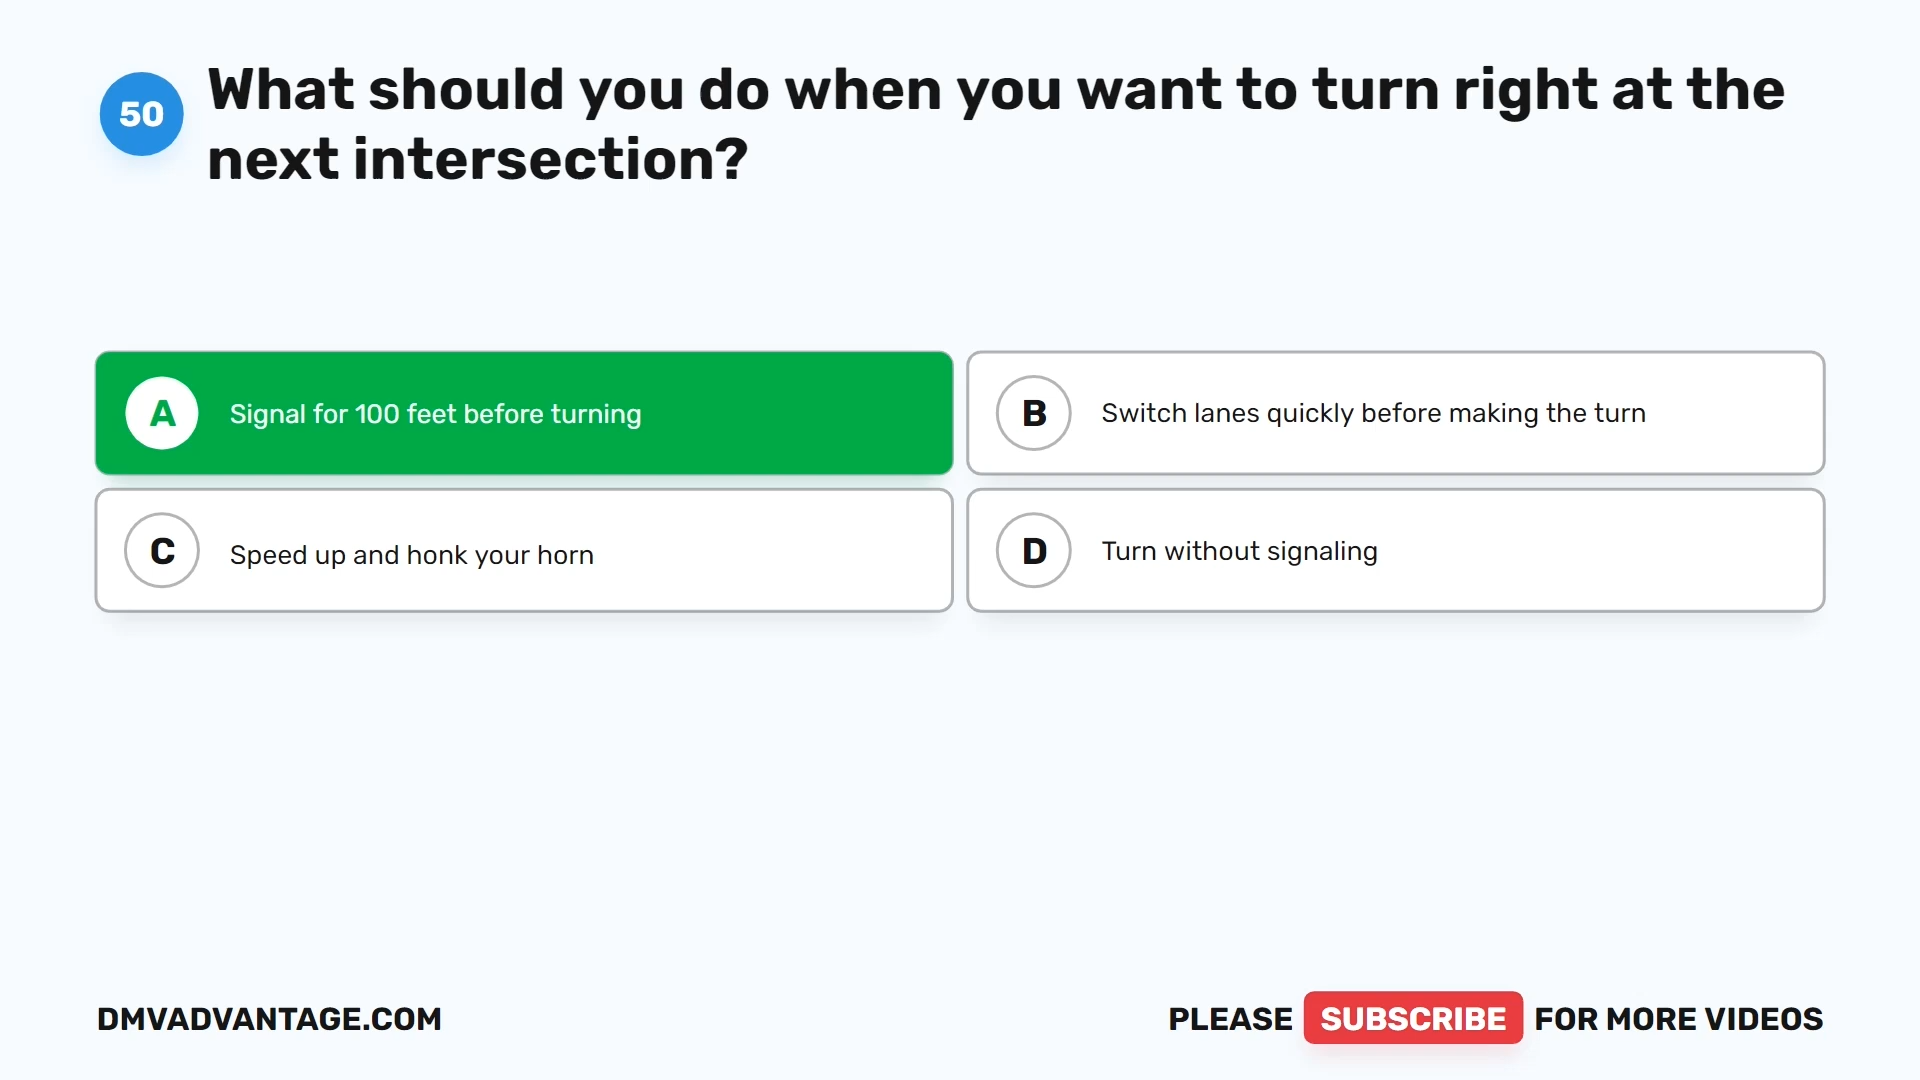 50
What should you do when you want to turn right at the
next intersection?
A Signal for 100 feet before turning
B Switch lanes quickly before making the turn
C Speed up and honk your horn
D Turn without signaling
DMVADVANTAGE.COM
PLEASE SUBSCRIBE FOR MORE VIDEOS